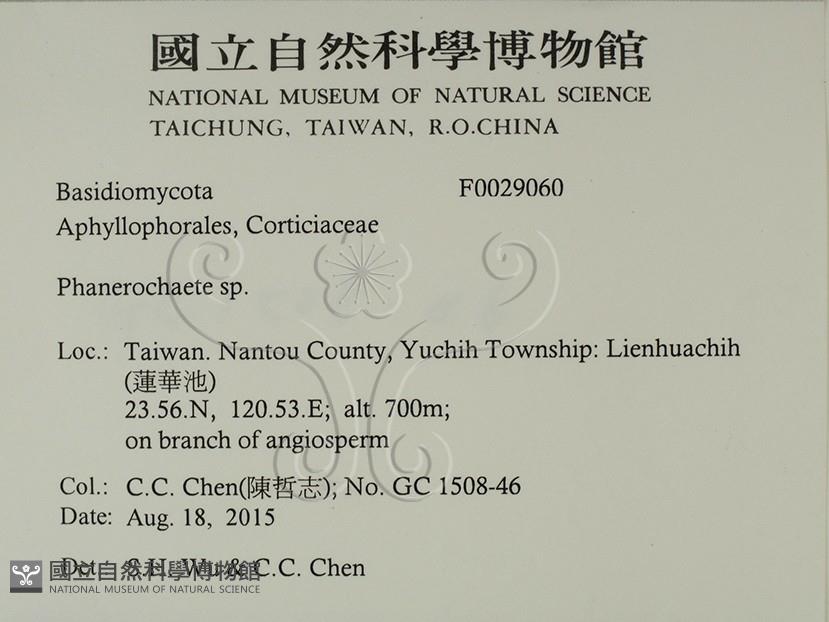 國立自然科學博物館
NATIONAL MUSEUM OF NATURAL SCIENCE
TAICHUNG, TAIWAN, R.O.CHINA
Basidiomycota F0029060
Aphyllophorales, Corticiaceae
Phanerochaete sp.
Loc.: Taiwan. Nantou County, Yuchih Township: Lienhuachih
(蓮華池)
23.56.N, 120.53.E; alt. 700m;
on branch of angiosperm
Col.: C.C. Chen(陳哲志); No. GC 1508-46
Date: Aug. 18, 2015
Det.: S.H. Wu & C.C. Chen
國立自然科學博物館
NATIONAL MUSEUM OF NATURAL SCIENCE